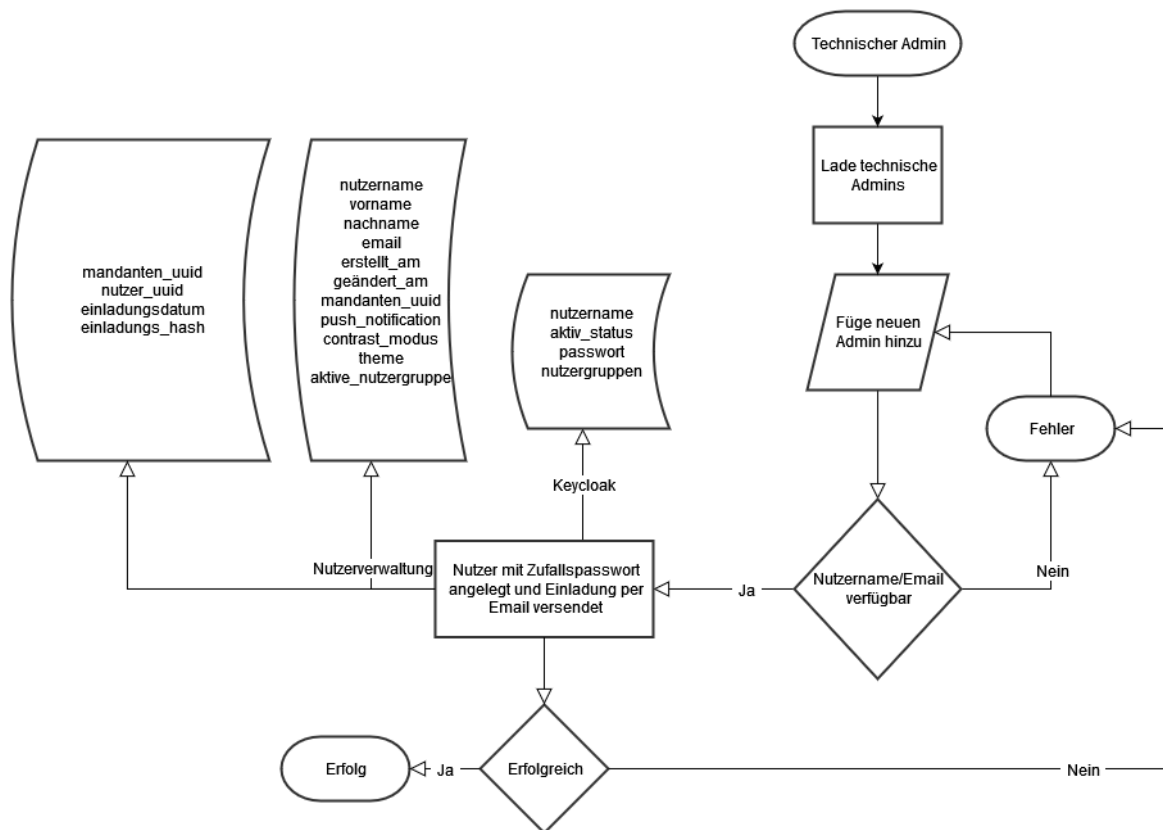 Technischer Admin
Lade technische
Admins
nutzername
vorname
nachname
email
erstellt_am
geändert_am
mandanten_uuid
push_notification
contrast_modus
theme
aktive_nutzergruppe
mandanten_uuid
nutzer_uuid
einladungsdatum
einladungs_hash
nutzername
aktiv_status
passwort
nutzergruppen
Füge neuen
Admin hinzu
Fehler
Keycloak
Nutzerverwaltung
Nutzer mit Zufallspasswort
angelegt und Einladung per
Email versendet
Ja
Nutzername/Email
verfügbar
Nein
Erfolg
Ja
Erfolgreich
Nein